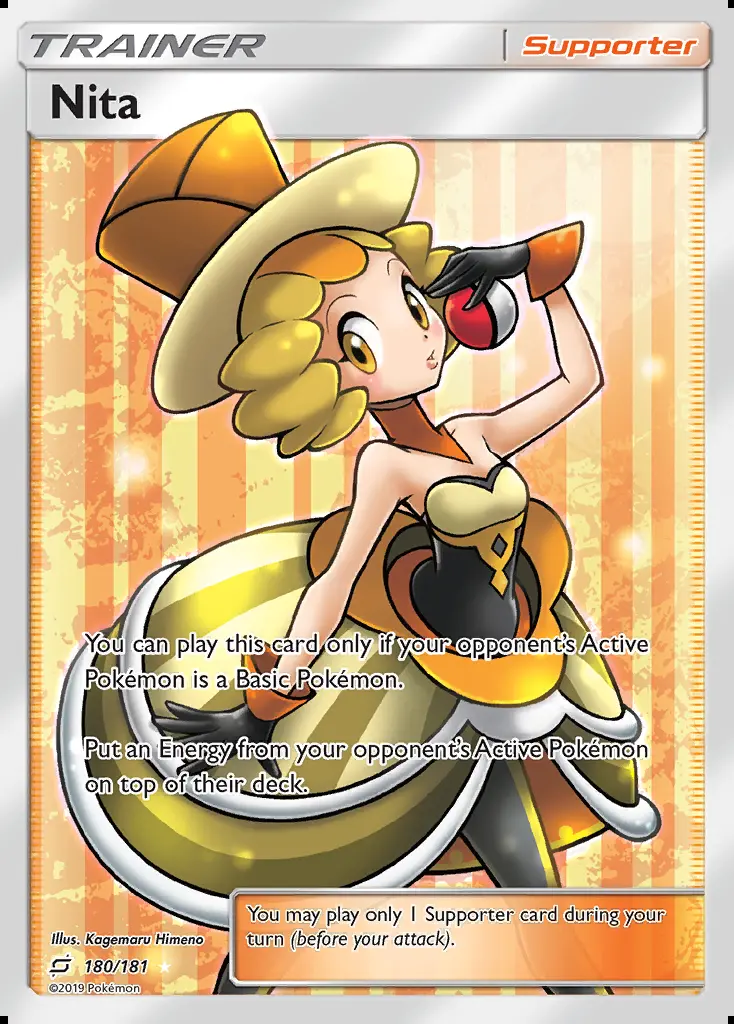 TRAINER
Supporter
Nita
You can play this card only if your opponent's Active
Pokémon is a Basic Pokémon.
Put an Energy from your opponent's Active Pokémon
on top of their deck.
You may play only 1 Supporter card during your
turn (before your attack).
Illus. Kagemaru Himeno
180/181
©2019 Pokémon